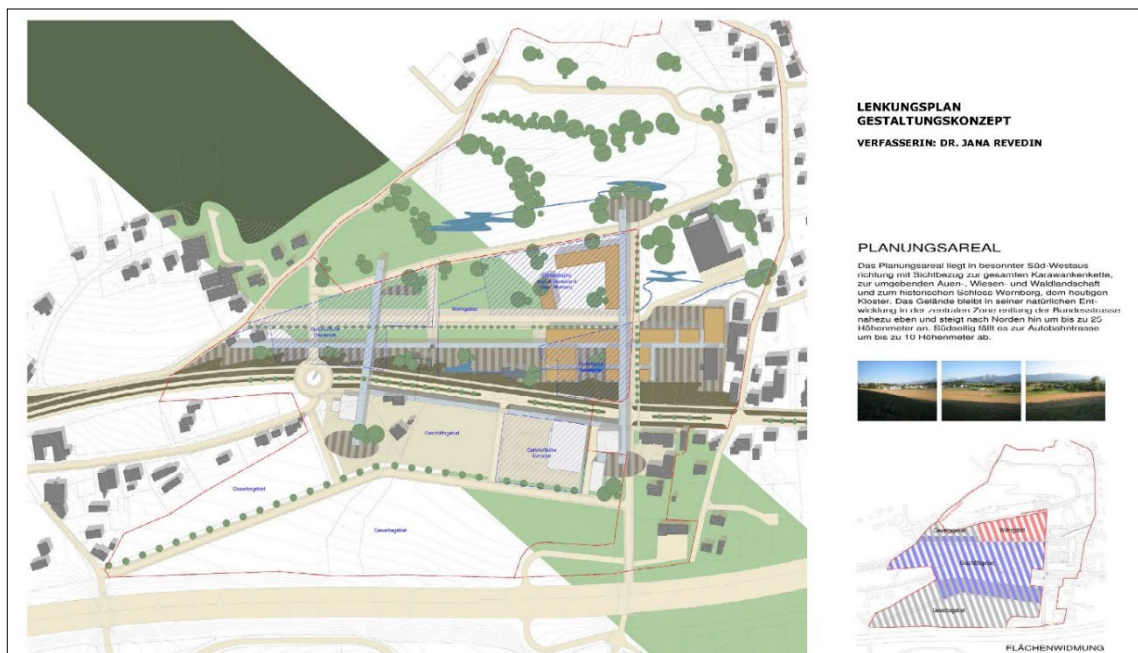 LENKUNGSPLAN
GESTALTUNGSKONZEPT
VERFASSERIN: DR. JANA REVEDIN
PLANUNGSAREAL
Das Planungsareal liegt in besonnter Süd-Westaus
richtung mit Sichtbezug zur gesamten Karawankenkette,
zur umgebenden Auen-, Wiesen- und Waldlandschaft
und zum historischen Schloss Wernberg, dem heutigen
Kloster. Das Gelände bleibt in seiner natürlichen Ent-
wicklung in der zentralen Zone entlang der Bundesstrasse
nahezu eben und steigt nach Norden hin um bis zu 25
Höhenmeter an. Südseitig fällt es zur Autobahntrasse
um bis zu 10 Höhenmeter ab.
Wohngebiet
Geschäftsgebiet
Gewerbegebiet
Gewerbegebiet
Gewerbegebiet
Wohngebiet
Geschäftsgebiet
Gewerbegebiet
FLÄCHENWIDMUNG